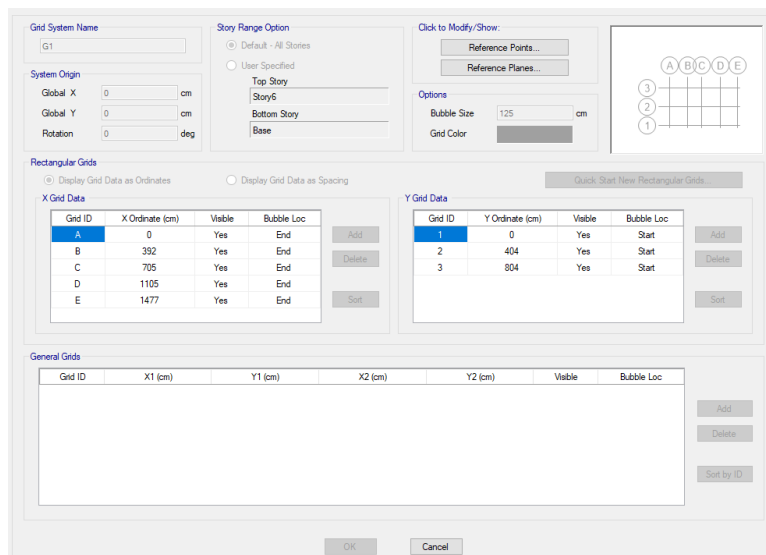 Grid System Name
G1
System Origin
Global X 0 cm
Global Y 0 cm
Rotation 0 deg
Story Range Option
Default - All Stories
User Specified
Top Story
Story6
Bottom Story
Base
Click to Modify/Show:
Reference Points...
Reference Planes...
Options
Bubble Size 125 cm
Grid Color
A B C D E
3
2
1
Rectangular Grids
Display Grid Data as Ordinates Display Grid Data as Spacing Quick Start New Rectangular Grids...
X Grid Data
Grid ID X Ordinate (cm) Visible Bubble Loc
A 0 Yes End Add
B 392 Yes End
Delete
C 705 Yes End
D 1105 Yes End
E 1477 Yes End Sort
Y Grid Data
Grid ID Y Ordinate (cm) Visible Bubble Loc
1 0 Yes Start Add
2 404 Yes Start
Delete
3 804 Yes Start
Sort
General Grids
Grid ID X1 (cm) Y1 (cm) X2 (cm) Y2 (cm) Visible Bubble Loc
Add
Delete
Sort by ID
OK Cancel